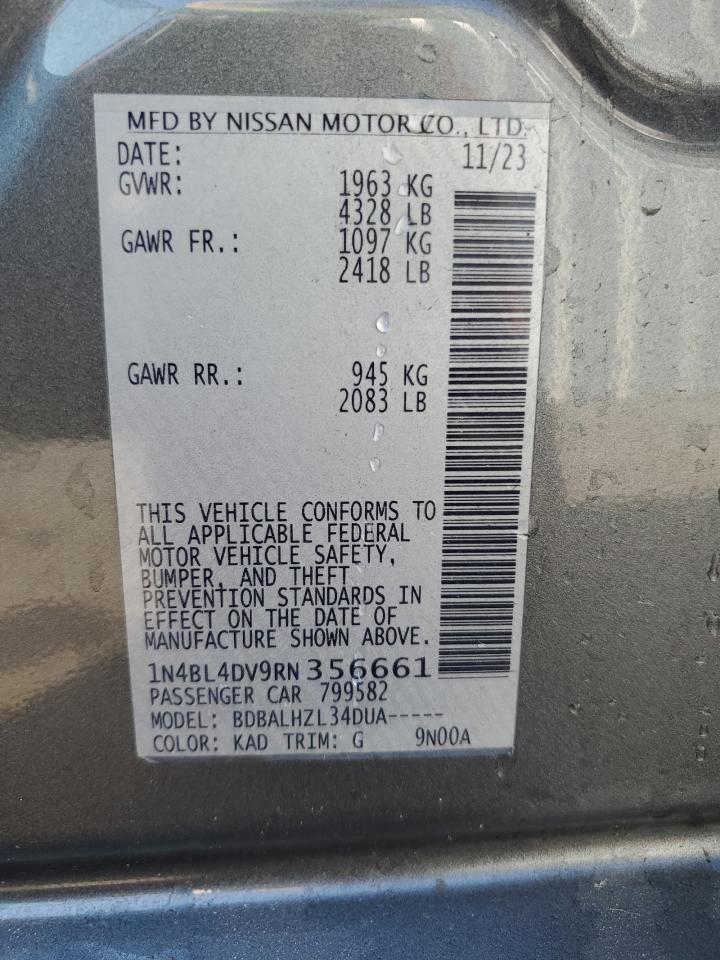 MFD BY NISSAN MOTOR CO., LTD.
DATE: 11/23
GVWR: 1963 KG
4328 LB
GAWR FR.: 1097 KG
2418 LB
GAWR RR.: 945 KG
2083 LB
THIS VEHICLE CONFORMS TO
ALL APPLICABLE FEDERAL
MOTOR VEHICLE SAFETY,
BUMPER, AND THEFT
PREVENTION STANDARDS IN
EFFECT ON THE DATE OF
MANUFACTURE SHOWN ABOVE.
1N4BL4DV9RN356661
PASSENGER CAR 799582
MODEL: BDBALHZL34DUA-----
COLOR: KAD TRIM: G 9N00A